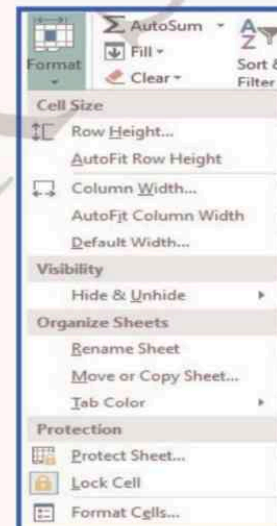 Format
AutoSum
Fill
Clear
Sort &
Filter
Cell Size
Row Height...
AutoFit Row Height
Column Width...
AutoFit Column Width
Default Width...
Visibility
Hide & Unhide
Organize Sheets
Rename Sheet
Move or Copy Sheet...
Tab Color
Protection
Protect Sheet...
Lock Cell
Format Cells...